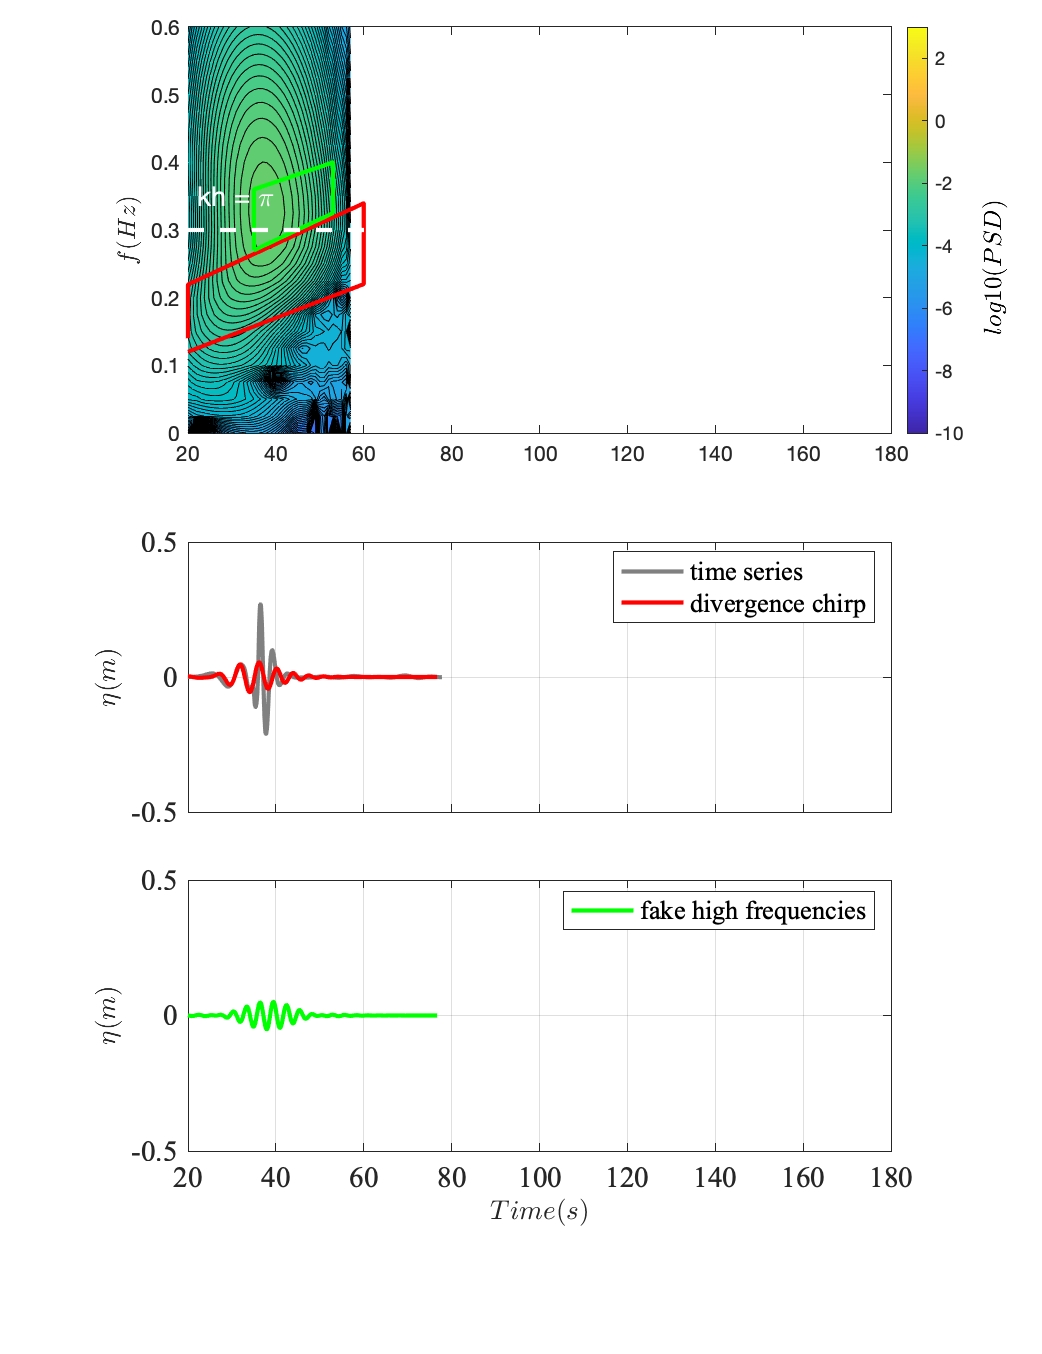 0.6
0.5
0.4
0.3
0.2
0.1
0
f(Hz)
kh = π
20 40 60 80 100 120 140 160 180
2
0
-2
-4
-6
-8
-10
log10(PSD)
0.5
0
-0.5
η(m)
time series
divergence chirp
0.5
0
-0.5
η(m)
fake high frequencies
20 40 60 80 100 120 140 160 180
Time(s)